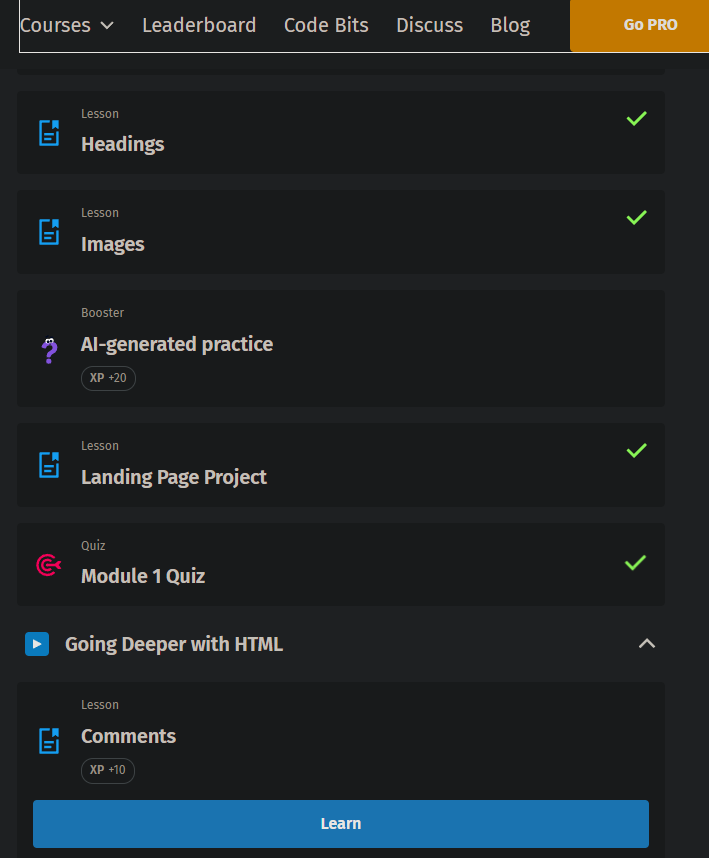 Courses Leaderboard Code Bits Discuss Blog Go PRO
Lesson
Headings
Lesson
Images
Booster
AI-generated practice
XP +20
Lesson
Landing Page Project
Quiz
Module 1 Quiz
Going Deeper with HTML
Lesson
Comments
XP +10
Learn